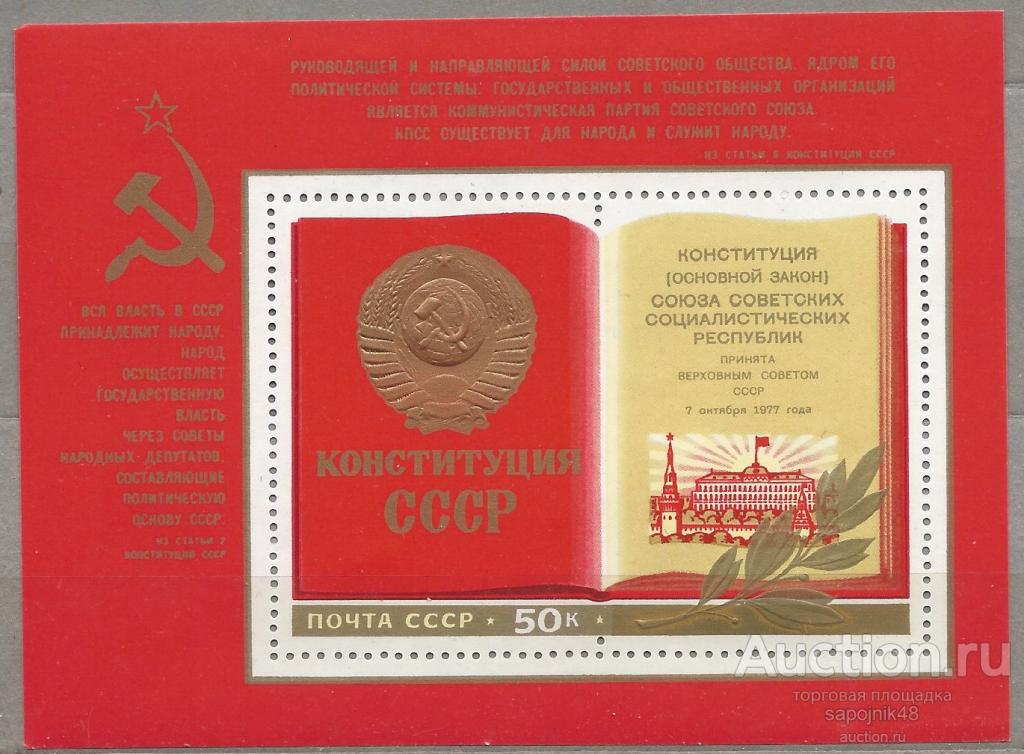 РУКОВОДЯЩЕЙ И НАПРАВЛЯЮЩЕЙ СИЛОЙ СОВЕТСКОГО ОБЩЕСТВА. ЯДРОМ ЕГО
ПОЛИТИЧЕСКОЙ СИСТЕМЫ, ГОСУДАРСТВЕННЫХ И ОБЩЕСТВЕННЫХ ОРГАНИЗАЦИЙ
ЯВЛЯЕТСЯ КОММУНИСТИЧЕСКАЯ ПАРТИЯ СОВЕТСКОГО СОЮЗА.
КПСС СУЩЕСТВУЕТ ДЛЯ НАРОДА И СЛУЖИТ НАРОДУ.
ИЗ СТАТЬИ 6 КОНСТИТУЦИИ СССР
ВСЯ ВЛАСТЬ В СССР
ПРИНАДЛЕЖИТ НАРОДУ.
НАРОД
ОСУЩЕСТВЛЯЕТ
ГОСУДАРСТВЕННУЮ
ВЛАСТЬ
ЧЕРЕЗ СОВЕТЫ
НАРОДНЫХ ДЕПУТАТОВ,
СОСТАВЛЯЮЩИЕ
ПОЛИТИЧЕСКУЮ
ОСНОВУ СССР.
ИЗ СТАТЬИ 2
КОНСТИТУЦИИ СССР
КОНСТИТУЦИЯ
СССР
КОНСТИТУЦИЯ
(ОСНОВНОЙ ЗАКОН)
СОЮЗА СОВЕТСКИХ
СОЦИАЛИСТИЧЕСКИХ
РЕСПУБЛИК
ПРИНЯТА
ВЕРХОВНЫМ СОВЕТОМ
СССР
7 октября 1977 года
ПОЧТА СССР ★ 50 К ★
Auction.ru
торговая площадка
sapojnik48
auction.ru